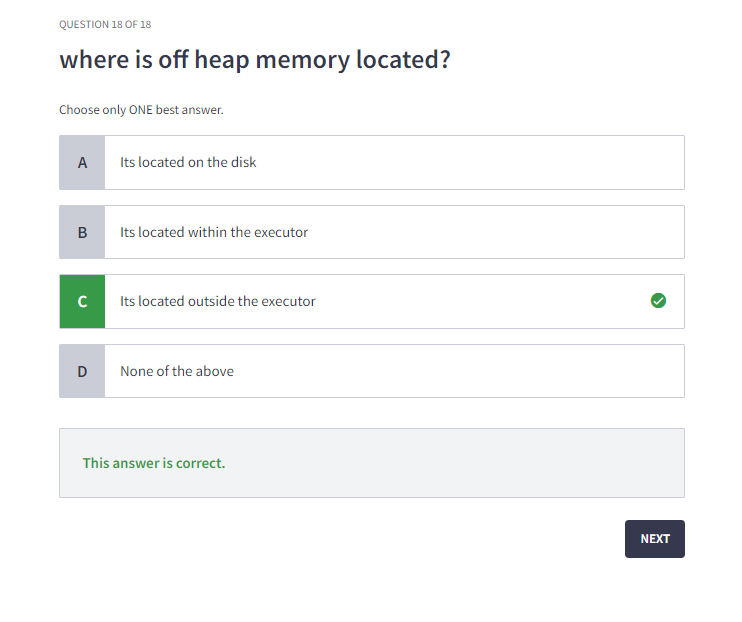 QUESTION 18 OF 18
where is off heap memory located?
Choose only ONE best answer.
A
Its located on the disk
B
Its located within the executor
C
Its located outside the executor
D
None of the above
This answer is correct.
NEXT